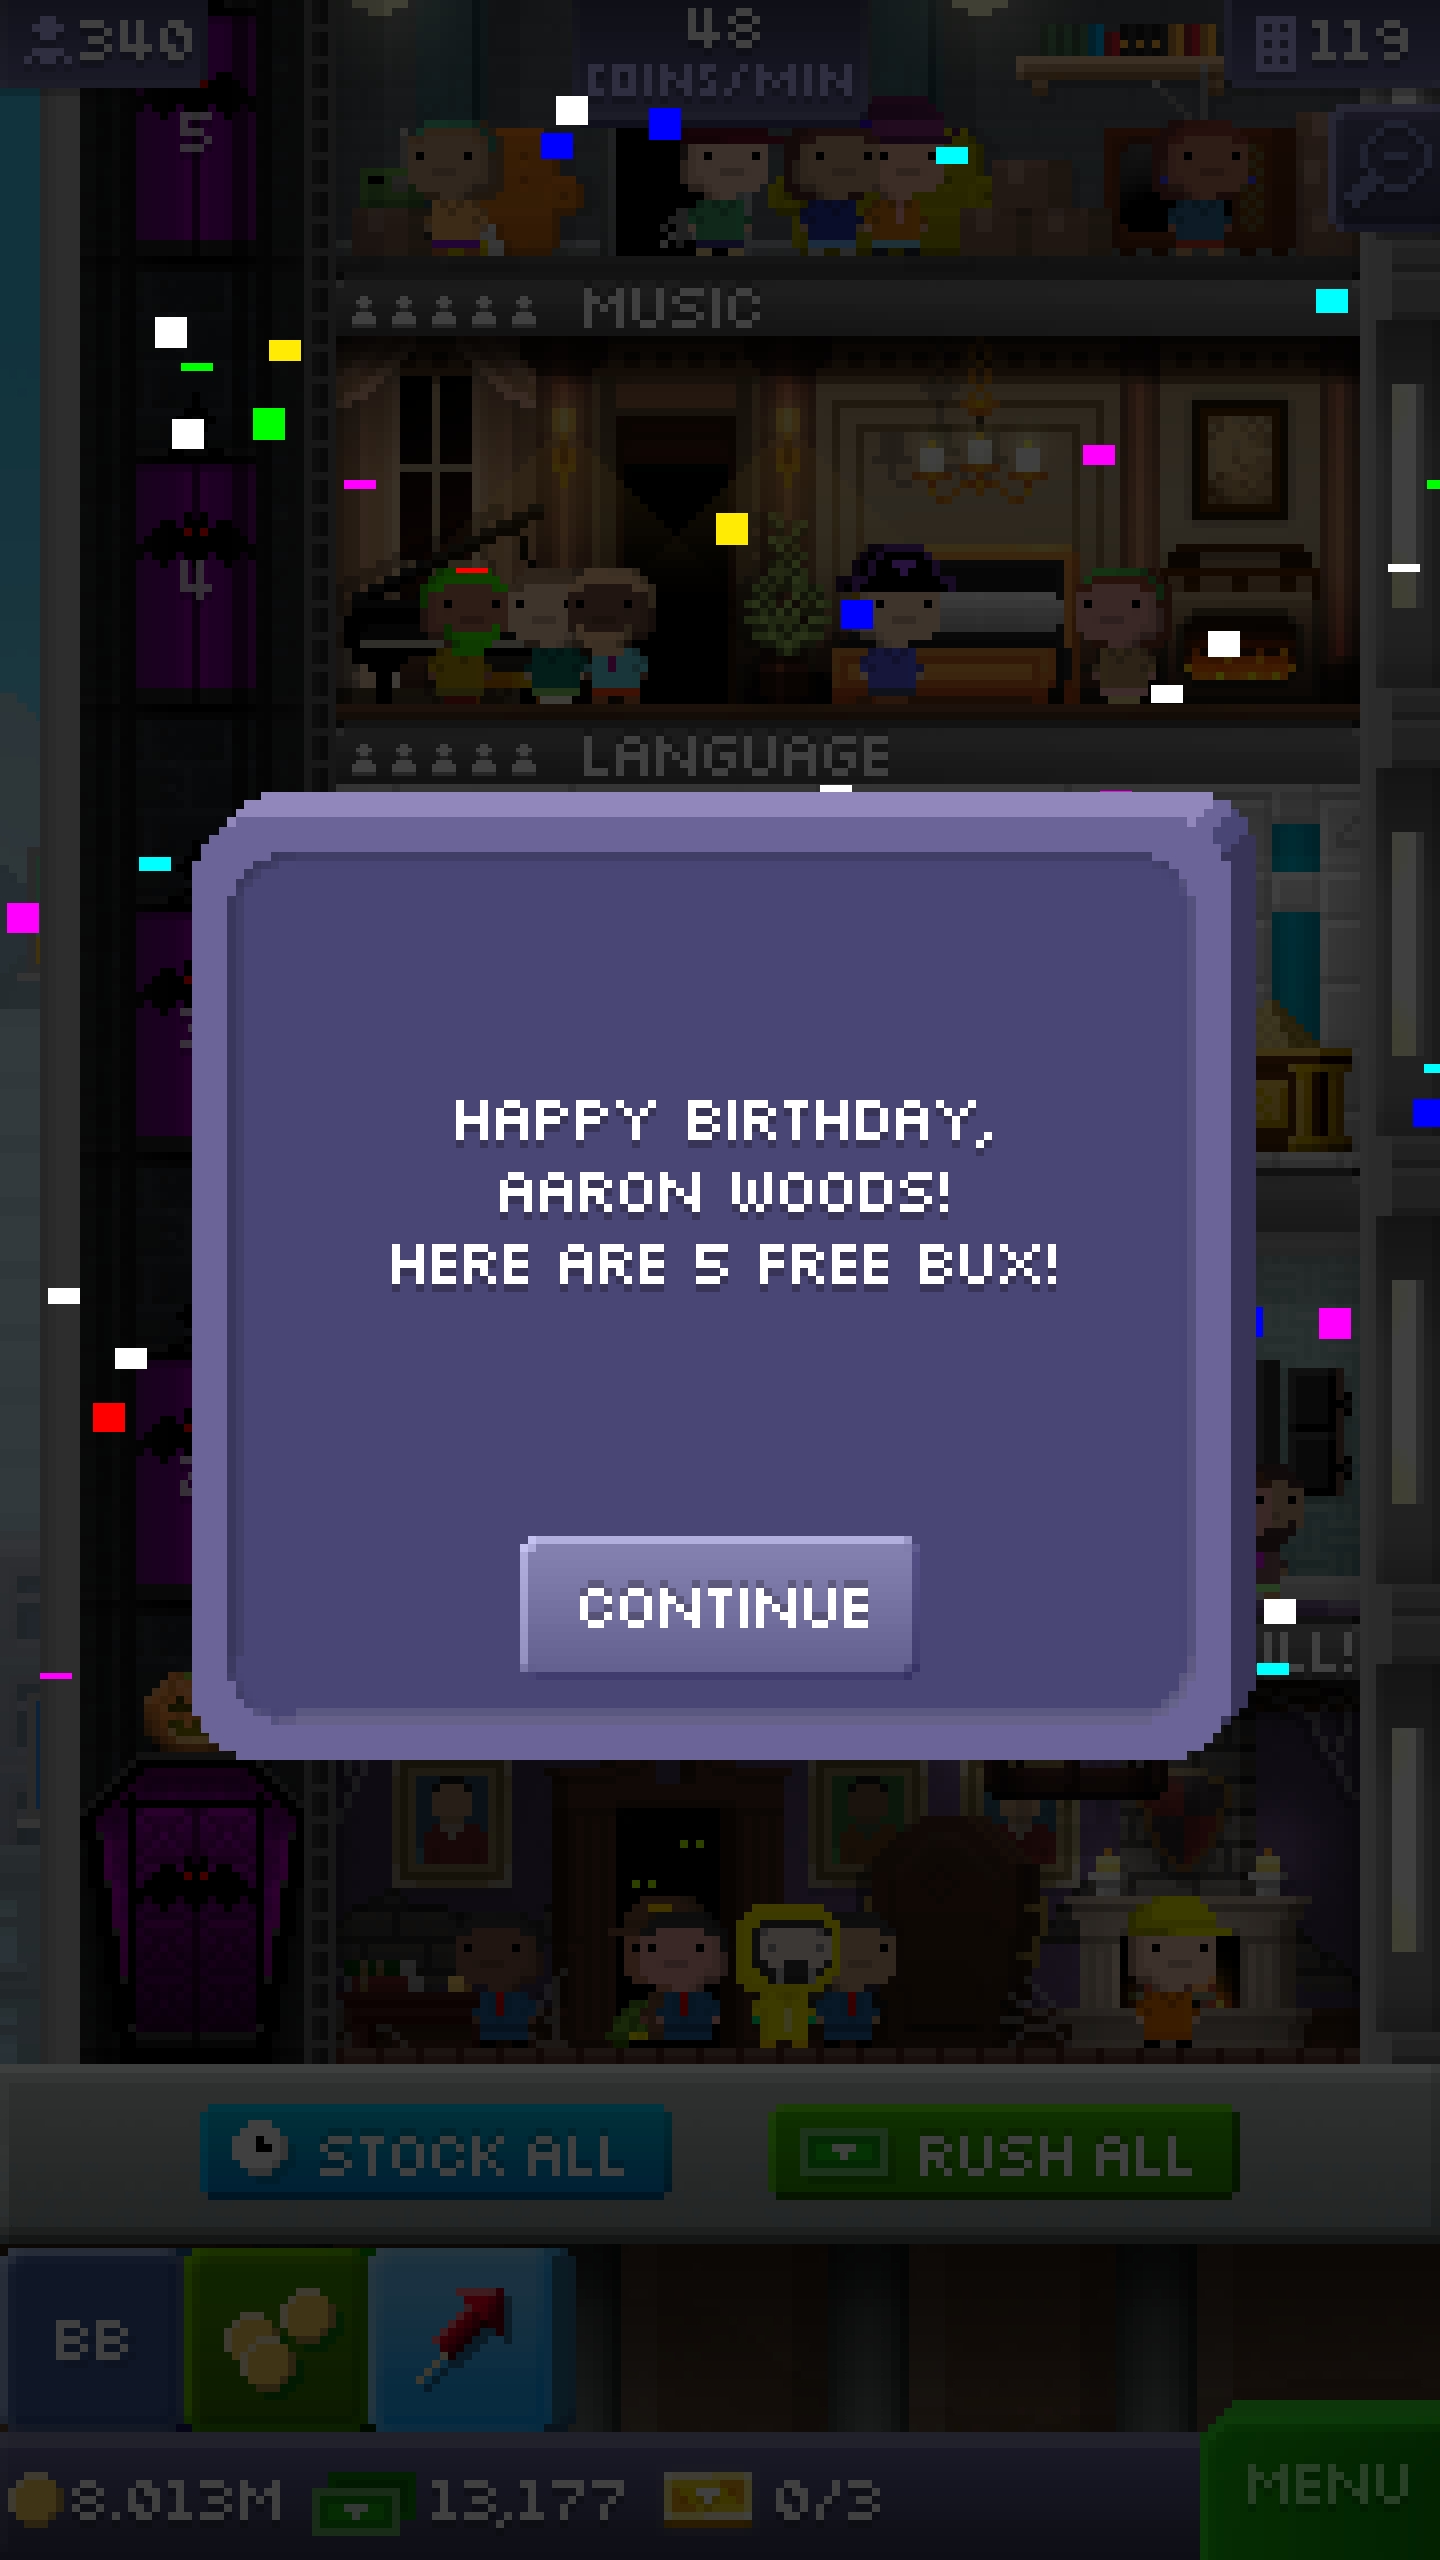 340
48
COINS/MIN
119
5
MUSIC
4
LANGUAGE
HAPPY BIRTHDAY,
AARON WOODS!
HERE ARE 5 FREE BUX!
CONTINUE
STOCK ALL
RUSH ALL
BB
8.013M
13,177
0/3
MENU